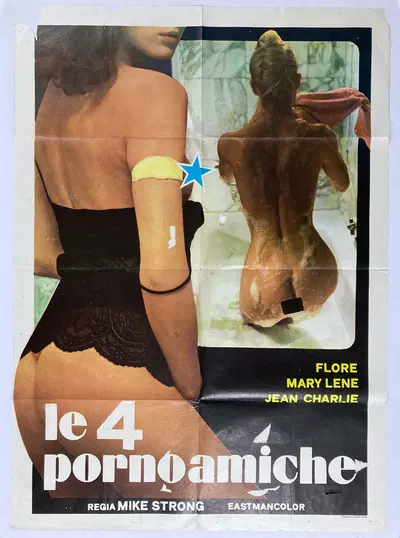 FLORE
MARY LENE
JEAN CHARLIE
le 4
pornoamiche
REGIA MIKE STRONG EASTMANCOLOR